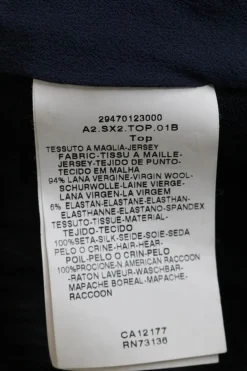 29470123000
A2.SX2.TOP.01B
Top
TESSUTO A MAGLIA-JERSEY
FABRIC-TISSU A MAILLE-
JERSEY-TEJIDO DE PUNTO-
TECIDO EM MALHA
94% LANA VERGINE-VIRGIN WOOL-
SCHURWOLLE-LAINE VIERGE-
LANA VIRGEN-LA VIRGEM
6% ELASTAN-ELASTANE-ELASTHAN-
ELASTHANNE-ELASTANO-SPANDEX
TESSUTO-TISSUE-MATERIAL-
TEJIDO-TECIDO
100%SETA-SILK-SEIDE-SOIE-SEDA
PELO O CRINE-HAIR-HEAR-
POIL-PELO O CRIN-PELO
100%PROCIONE-N AMERICAN RACOON
-RATON LAVEUR-WASCHBAR-
MAPACHE BOREAL-MAPACHE-
RACCOON
CA12177
RN73136